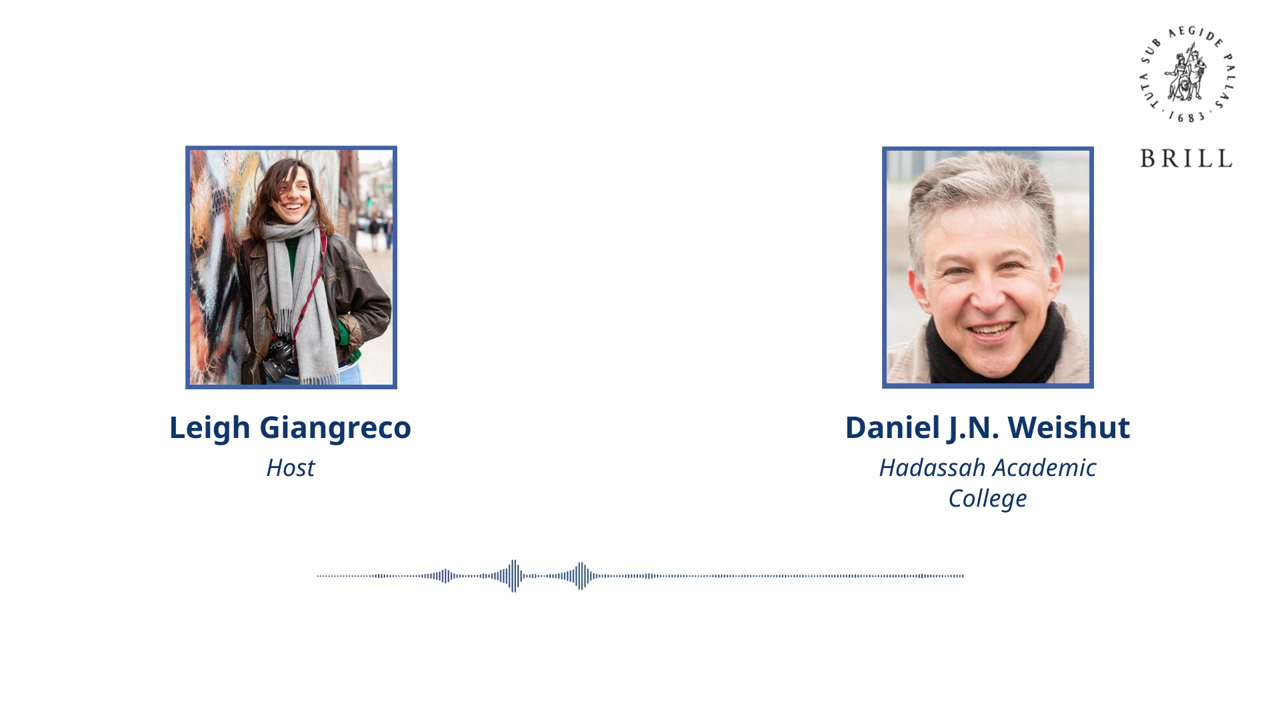 TUTA SUB AEGIDE PALLAS · 1683 ·
BRILL
Leigh Giangreco
Host
Daniel J.N. Weishut
Hadassah Academic
College